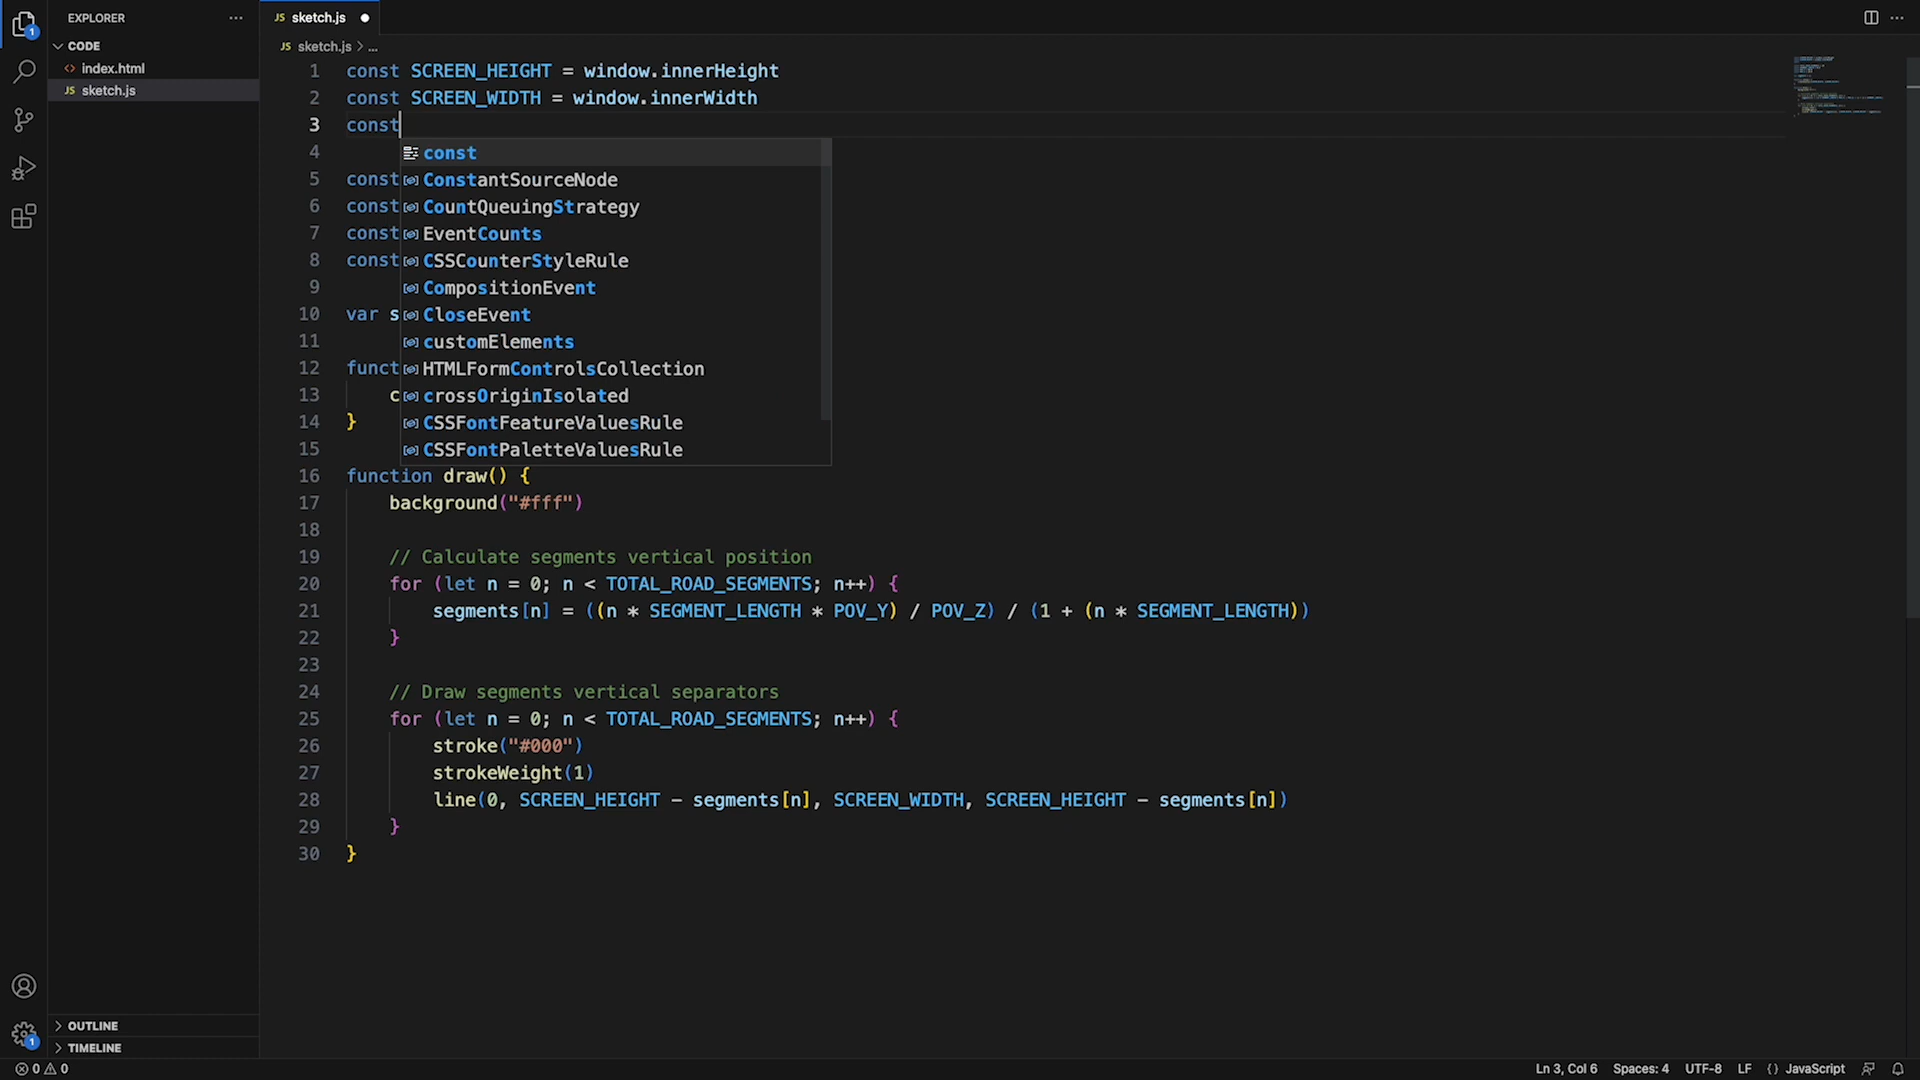 EXPLORER
CODE
index.html
JS sketch.js
OUTLINE
TIMELINE
JS sketch.js
JS sketch.js > ...
1 const SCREEN_HEIGHT = window.innerHeight
2 const SCREEN_WIDTH = window.innerWidth
3 const
4 const
5 const ConstantSourceNode
6 const CountQueuingStrategy
7 const EventCounts
8 const CSSCounterStyleRule
9 CompositionEvent
10 var s CloseEvent
11 customElements
12 funct HTMLFormControlsCollection
13 c crossOriginIsolated
14 } CSSFontFeatureValuesRule
15 CSSFontPaletteValuesRule
16 function draw() {
17 background("#fff")
18
19 // Calculate segments vertical position
20 for (let n = 0; n < TOTAL_ROAD_SEGMENTS; n++) {
21 segments[n] = ((n * SEGMENT_LENGTH * POV_Y) / POV_Z) / (1 + (n * SEGMENT_LENGTH))
22 }
23
24 // Draw segments vertical separators
25 for (let n = 0; n < TOTAL_ROAD_SEGMENTS; n++) {
26 stroke("#000")
27 strokeWeight(1)
28 line(0, SCREEN_HEIGHT - segments[n], SCREEN_WIDTH, SCREEN_HEIGHT - segments[n])
29 }
30 }
1
1
0 0
Ln 3, Col 6 Spaces: 4 UTF-8 LF {} JavaScript